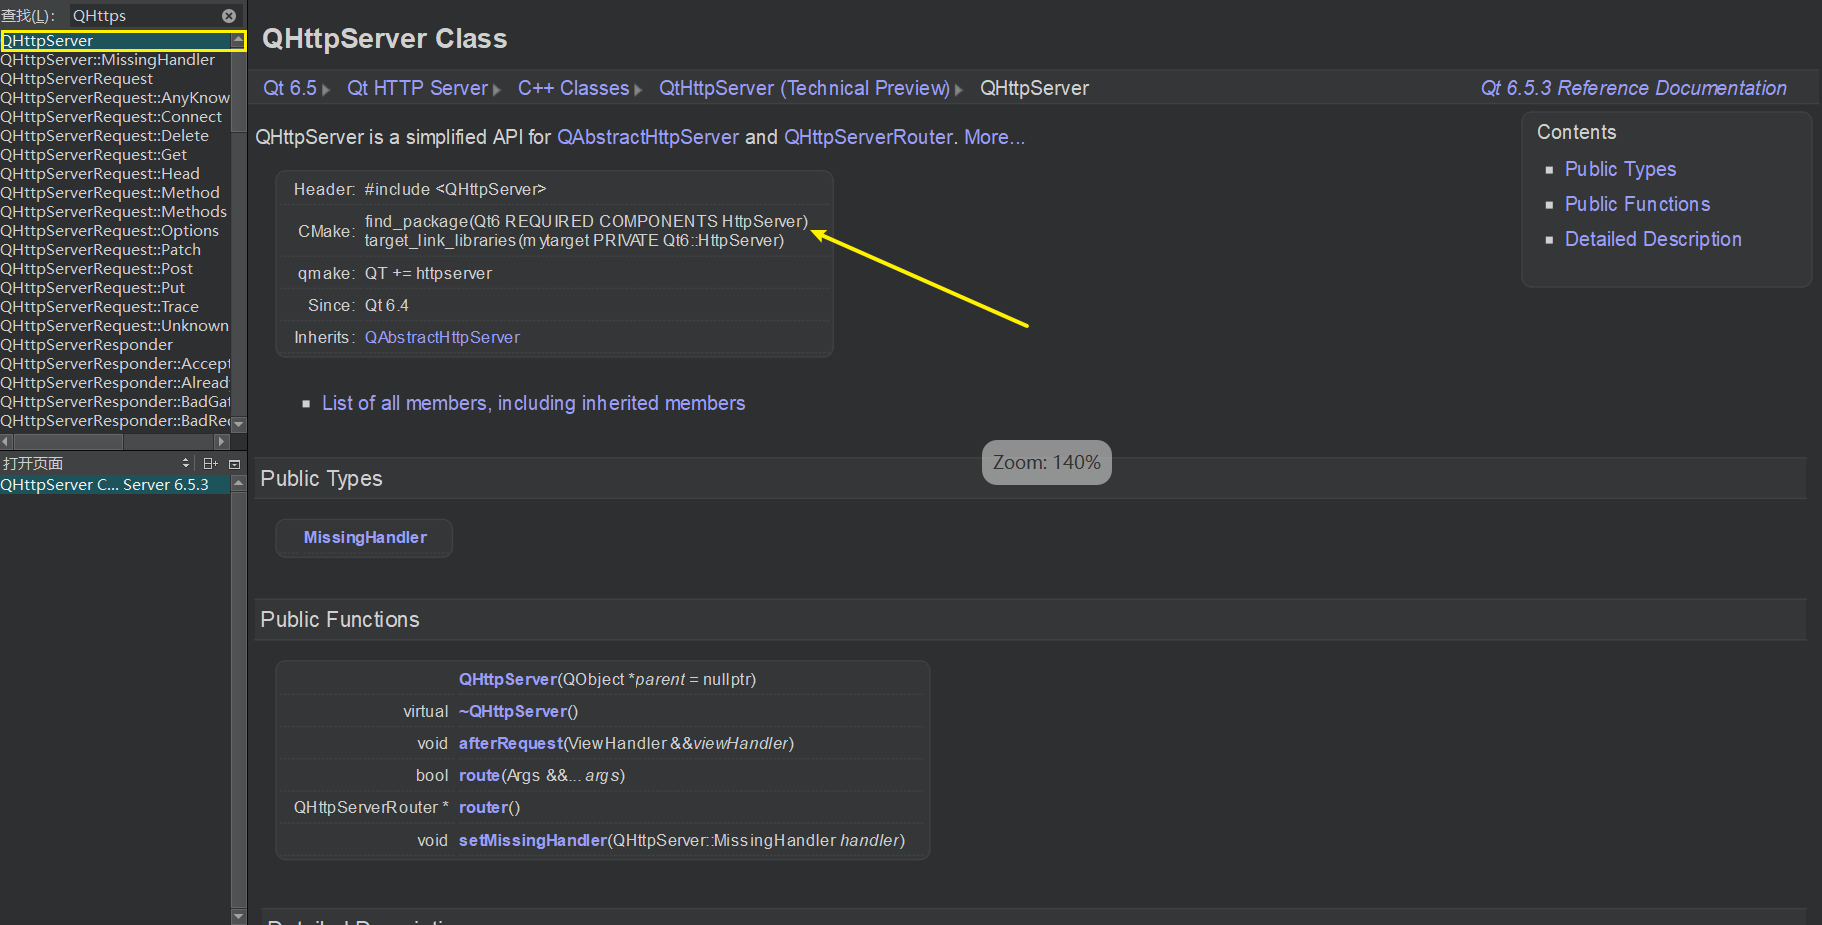 查找(L)：
QHttps
QHttpServer
QHttpServer::MissingHandler
QHttpServerRequest
QHttpServerRequest::AnyKnow
QHttpServerRequest::Connect
QHttpServerRequest::Delete
QHttpServerRequest::Get
QHttpServerRequest::Head
QHttpServerRequest::Method
QHttpServerRequest::Methods
QHttpServerRequest::Options
QHttpServerRequest::Patch
QHttpServerRequest::Post
QHttpServerRequest::Put
QHttpServerRequest::Trace
QHttpServerRequest::Unknown
QHttpServerResponder
QHttpServerResponder::Accept
QHttpServerResponder::Alread
QHttpServerResponder::BadGat
QHttpServerResponder::BadRe
打开页面
QHttpServer C... Server 6.5.3
QHttpServer Class
Qt 6.5 Qt HTTP Server C++ Classes QtHttpServer (Technical Preview) QHttpServer Qt 6.5.3 Reference Documentation
QHttpServer is a simplified API for QAbstractHttpServer and QHttpServerRouter. More...
Contents
Public Types
Public Functions
Detailed Description
Header: #include <QHttpServer>
CMake: find_package(Qt6 REQUIRED COMPONENTS HttpServer)
target_link_libraries(mytarget PRIVATE Qt6::HttpServer)
qmake: QT += httpserver
Since: Qt 6.4
Inherits: QAbstractHttpServer
List of all members, including inherited members
Zoom: 140%
Public Types
MissingHandler
Public Functions
QHttpServer(QObject *parent = nullptr)
virtual ~QHttpServer()
void afterRequest(ViewHandler &&viewHandler)
bool route(Args &&... args)
QHttpServerRouter * router()
void setMissingHandler(QHttpServer::MissingHandler handler)